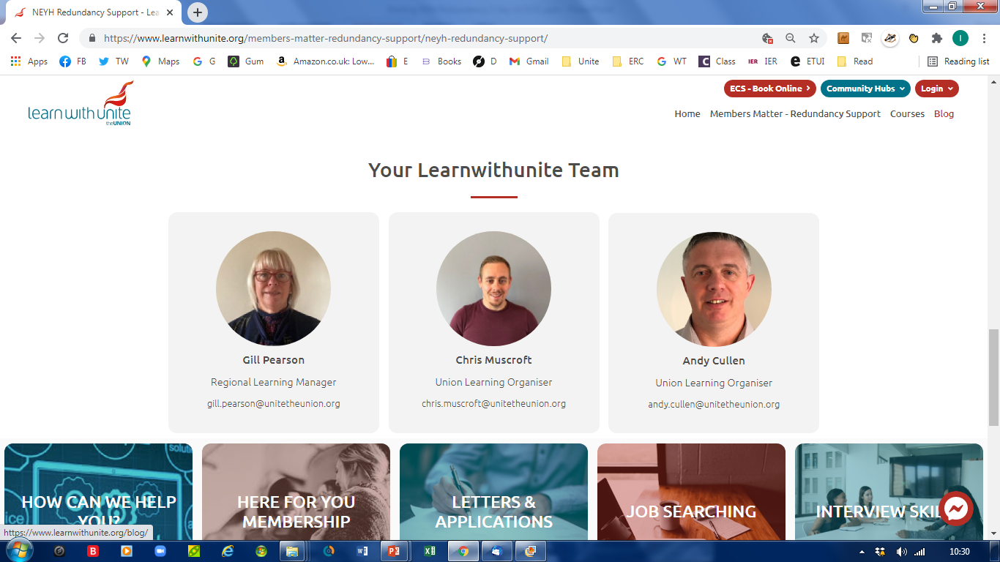 NEYH Redundancy Support - Lea
https://www.learnwithunite.org/members-matter-redundancy-support/neyh-redundancy-support/
I
Apps FB TW Maps G Gum Amazon.co.uk: Low... E Books D Gmail Unite ERC WT Class IER IER ETUI Read Reading list
ECS - Book Online Community Hubs Login
learn with unite
the UNION
Home Members Matter - Redundancy Support Courses Blog
Your Learnwithunite Team
Gill Pearson
Regional Learning Manager
gill.pearson@unitetheunion.org
Chris Muscroft
Union Learning Organiser
chris.muscroft@unitetheunion.org
Andy Cullen
Union Learning Organiser
andy.cullen@unitetheunion.org
HOW CAN WE HELP
YOU?
HERE FOR YOU
MEMBERSHIP
LETTERS &
APPLICATIONS
JOB SEARCHING
INTERVIEW SKIL
https://www.learnwithunite.org/blog/
10:30